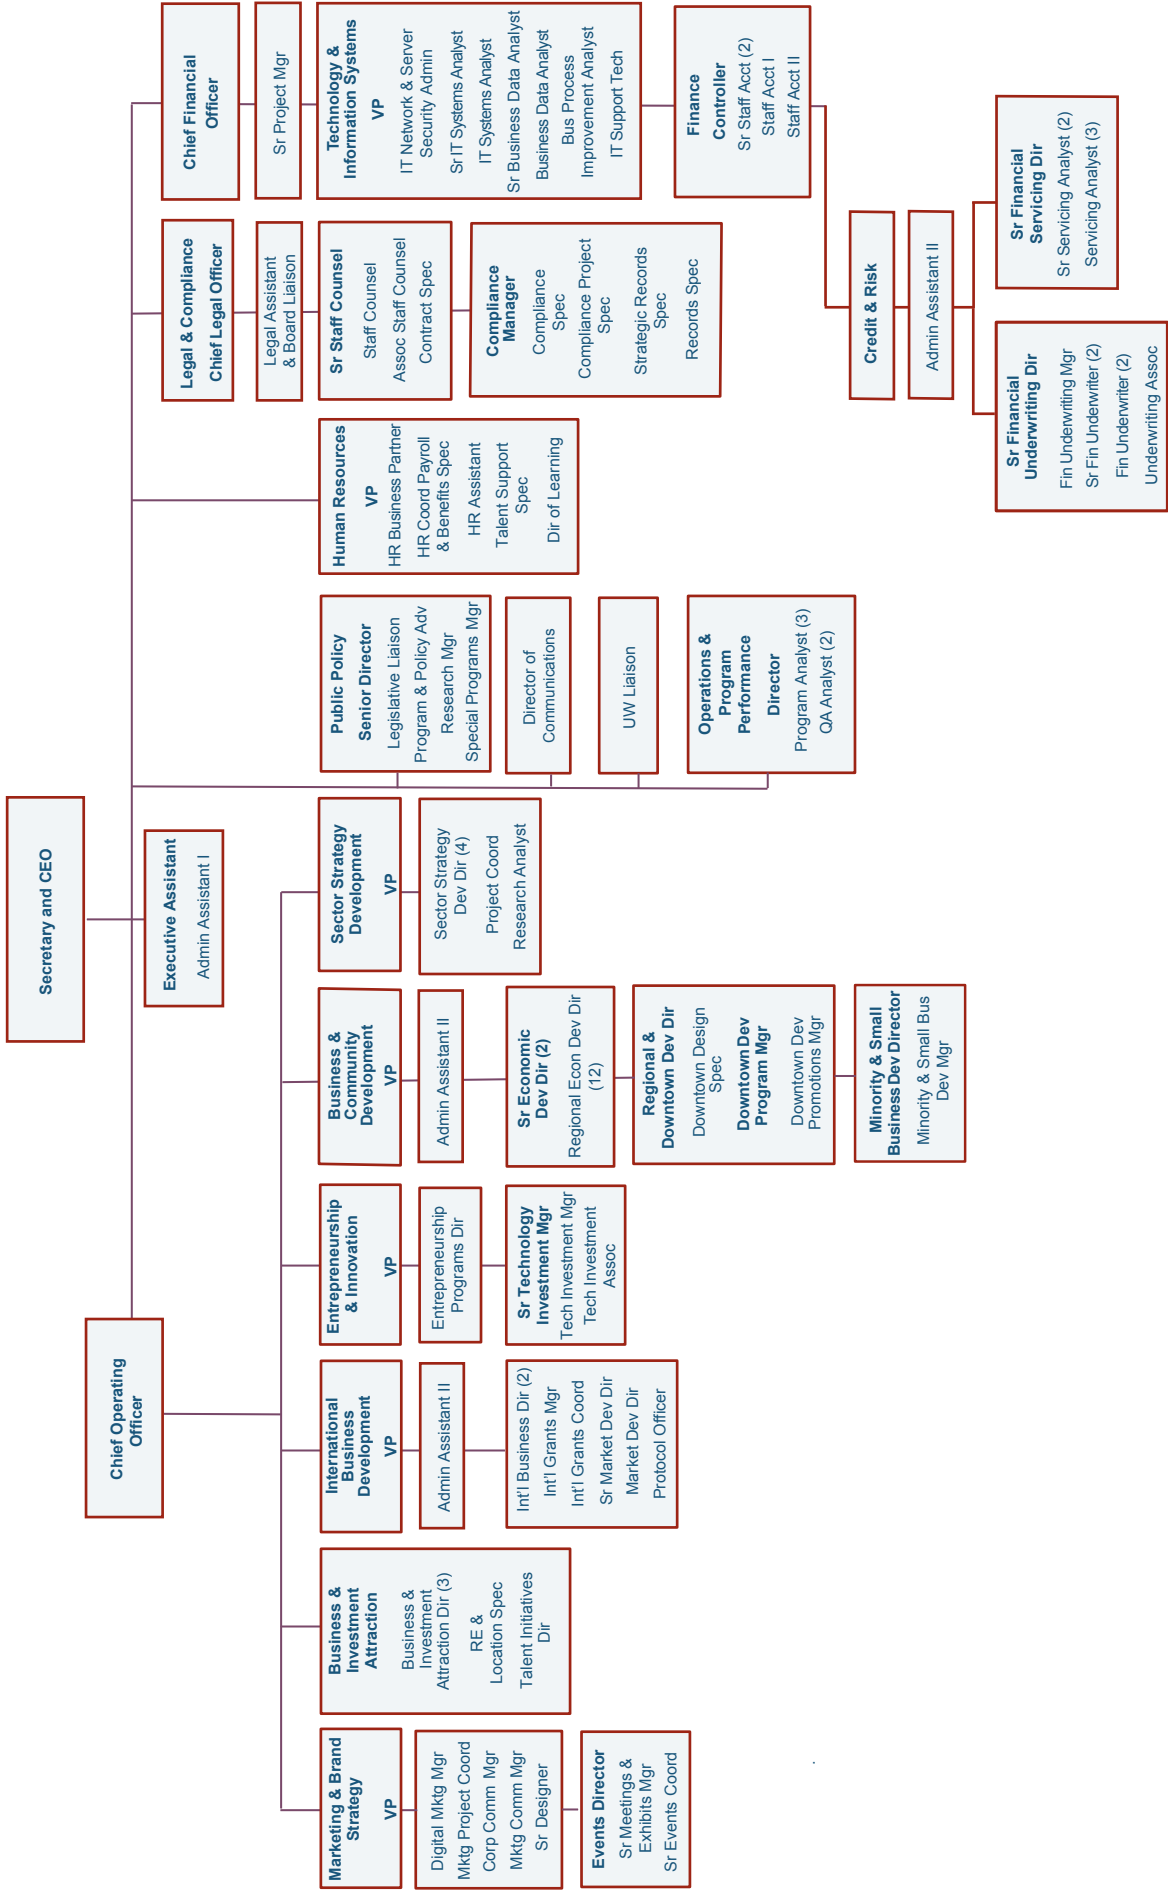 Secretary and CEO
Executive Assistant
Admin Assistant I
Chief Operating
Officer
Marketing & Brand
Strategy
VP
Digital Mktg Mgr
Mktg Project Coord
Corp Comm Mgr
Mktg Comm Mgr
Sr Designer
Events Director
Sr Meetings &
Exhibits Mgr
Sr Events Coord
Business &
Investment
Attraction
Business &
Investment
Attraction Dir (3)
RE &
Location Spec
Talent Initiatives
Dir
International
Business
Development
VP
Admin Assistant II
Int'l Business Dir (2)
Int'l Grants Mgr
Int'l Grants Coord
Sr Market Dev Dir
Market Dev Dir
Protocol Officer
Entrepreneurship
& Innovation
VP
Entrepreneurship
Programs Dir
Sr Technology
Investment Mgr
Tech Investment Mgr
Tech Investment
Assoc
Business &
Community
Development
VP
Admin Assistant II
Sr Economic
Dev Dir (2)
Regional Econ Dev Dir
(12)
Regional &
Downtown Dev Dir
Downtown Design
Spec
Downtown Dev
Program Mgr
Downtown Dev
Promotions Mgr
Minority & Small
Business Dev Director
Minority & Small Bus
Dev Mgr
Sector Strategy
Development
VP
Sector Strategy
Dev Dir (4)
Project Coord
Research Analyst
Public Policy
Senior Director
Legislative Liaison
Program & Policy Adv
Research Mgr
Special Programs Mgr
Director of
Communications
UW Liaison
Operations &
Program
Performance
Director
Program Analyst (3)
QA Analyst (2)
Human Resources
VP
HR Business Partner
HR Coord Payroll
& Benefits Spec
HR Assistant
Talent Support
Spec
Dir of Learning
Legal & Compliance
Chief Legal Officer
Legal Assistant
& Board Liaison
Sr Staff Counsel
Staff Counsel
Assoc Staff Counsel
Contract Spec
Compliance
Manager
Compliance
Spec
Compliance Project
Spec
Strategic Records
Spec
Records Spec
Chief Financial
Officer
Sr Project Mgr
Technology &
Information Systems
VP
IT Network & Server
Security Admin
Sr IT Systems Analyst
IT Systems Analyst
Sr Business Data Analyst
Business Data Analyst
Bus Process
Improvement Analyst
IT Support Tech
Finance
Controller
Sr Staff Acct (2)
Staff Acct I
Staff Acct II
Credit & Risk
Admin Assistant II
Sr Financial
Underwriting Dir
Fin Underwriting Mgr
Sr Fin Underwriter (2)
Fin Underwriter (2)
Underwriting Assoc
Sr Financial
Servicing Dir
Sr Servicing Analyst (2)
Servicing Analyst (3)